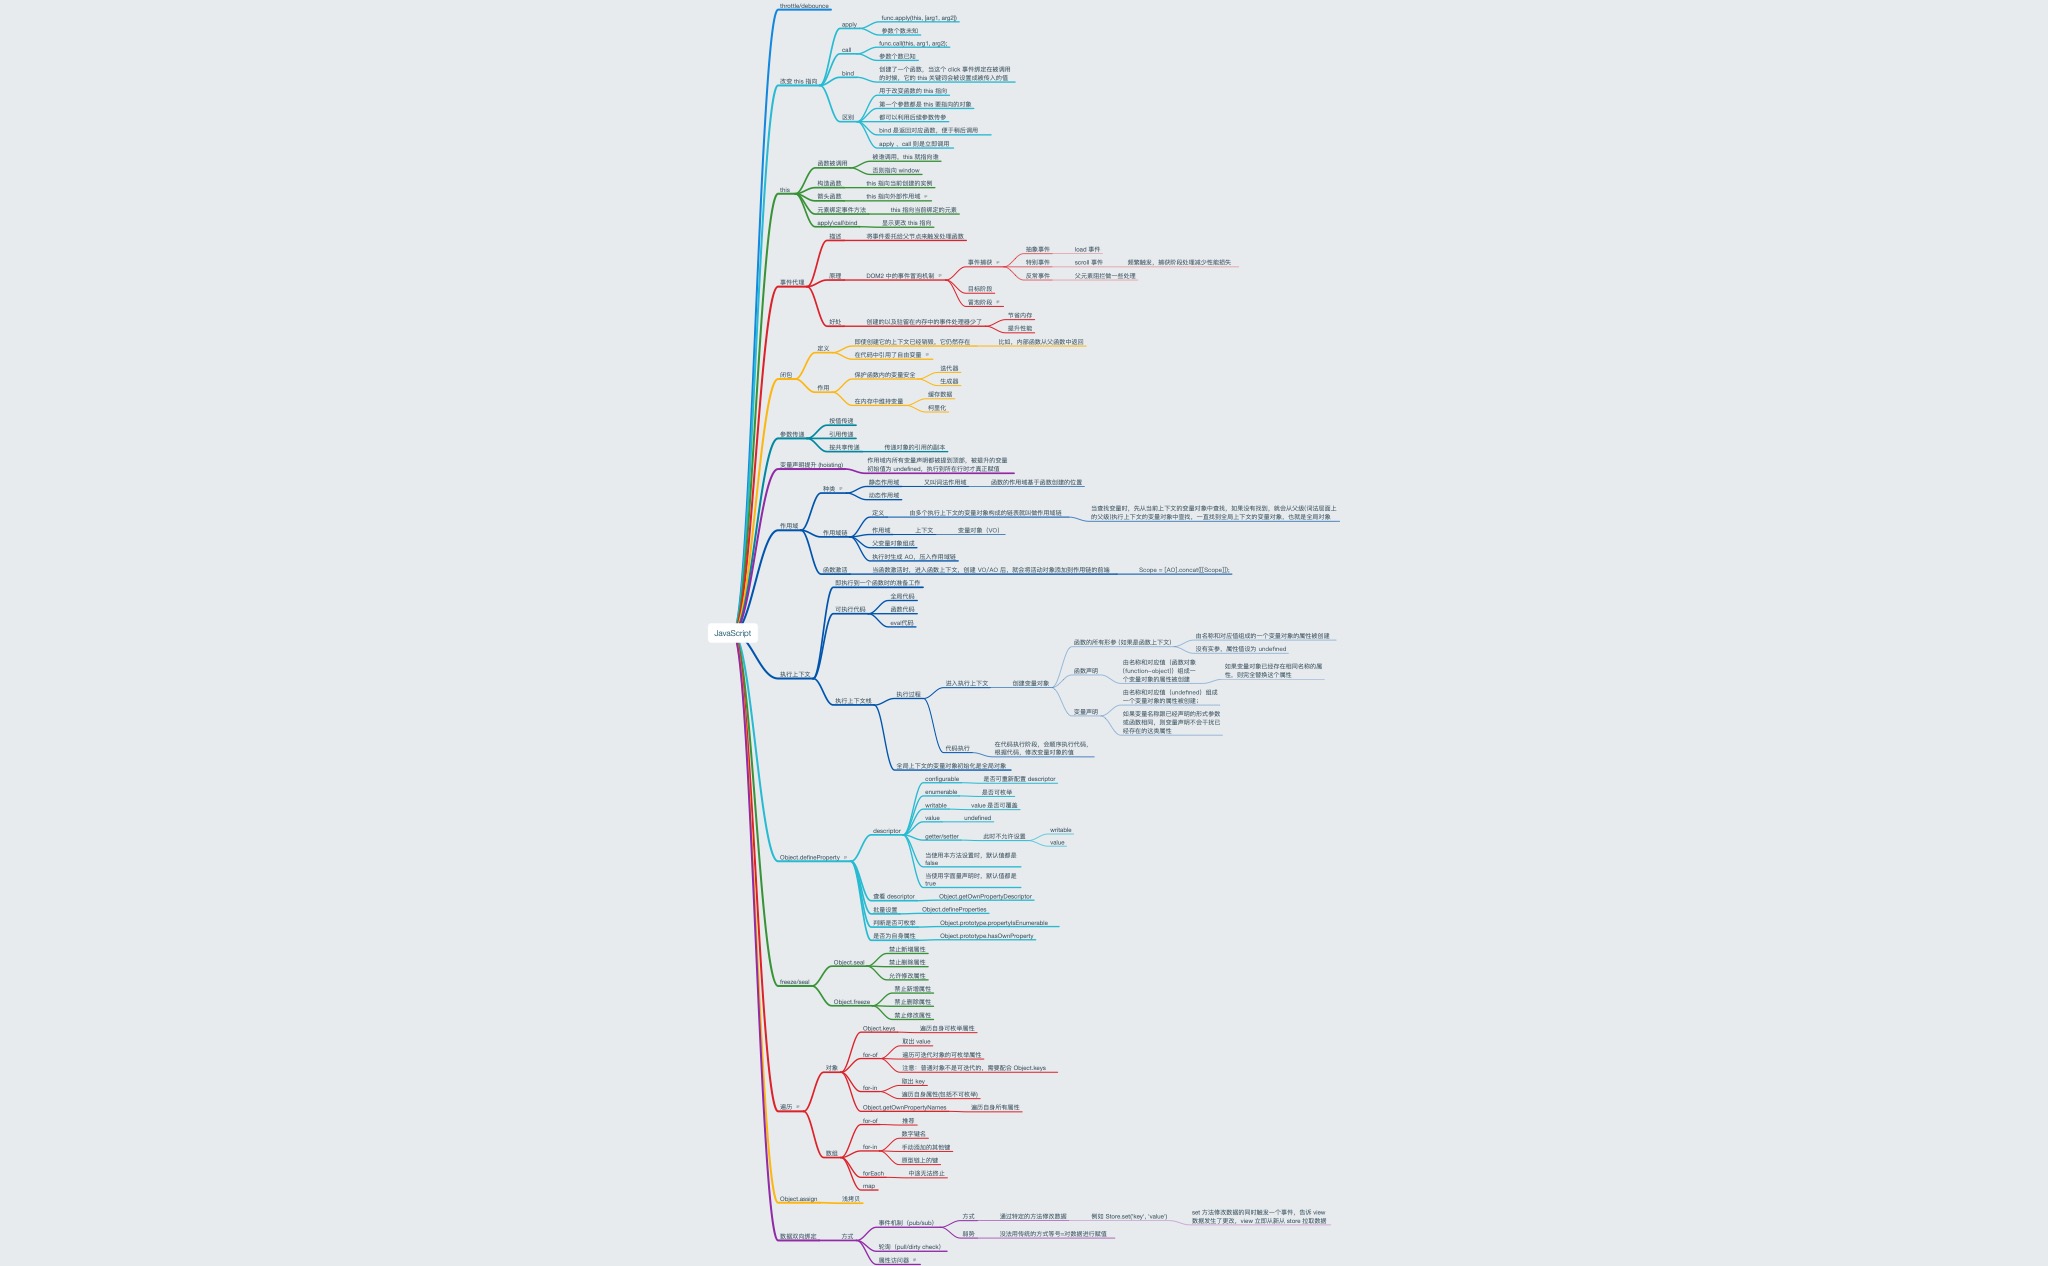 throttle/debounce
改变 this 指向
apply
func.apply(this, [arg1, arg2])
参数个数未知
call
func.call(this, arg1, arg2);
参数个数已知
bind
创建了一个函数，当这个 click 事件绑定在被调用
的时候，它的 this 关键词会被设置成被传入的值
区别
用于改变函数的 this 指向
第一个参数都是 this 要指向的对象
都可以利用后续参数传参
bind 是返回对应函数，便于稍后调用
apply 、call 则是立即调用
this
函数被调用
被谁调用，this 就指向谁
否则指向 window
构造函数
this 指向当前创建的实例
箭头函数
this 指向外部作用域
元素绑定事件方法
this 指向当前绑定的元素
apply\call\bind
显示更改 this 指向
事件代理
描述
将事件委托给父节点来触发处理函数
原理
DOM2 中的事件冒泡机制
事件捕获
抽象事件
load 事件
特别事件
scroll 事件
频繁触发，捕获阶段处理减少性能损失
反常事件
父元素阻拦做一些处理
目标阶段
冒泡阶段
好处
创建的以及驻留在内存中的事件处理器少了
节省内存
提升性能
闭包
定义
即使创建它的上下文已经销毁，它仍然存在
比如，内部函数从父函数中返回
在代码中引用了自由变量
作用
保护函数内的变量安全
迭代器
生成器
在内存中维持变量
缓存数据
柯里化
参数传递
按值传递
引用传递
按共享传递
传递对象的引用的副本
变量声明提升 (hoisting)
作用域内所有变量声明都被提到顶部，被提升的变量
初始值为 undefined，执行到所在行时才真正赋值
作用域
种类
静态作用域
又叫词法作用域
函数的作用域基于函数创建的位置
动态作用域
作用域链
定义
由多个执行上下文的变量对象构成的链表就叫做作用域链
当查找变量时，先从当前上下文的变量对象中查找，如果没有找到，就会从父级(词法层面上
的父级)执行上下文的变量对象中查找，一直找到全局上下文的变量对象，也就是全局对象
作用域
上下文
变量对象（VO）
父变量对象组成
执行时生成 AO，压入作用域链
函数激活
当函数激活时，进入函数上下文，创建 VO/AO 后，就会将活动对象添加到作用链的前端
Scope = [AO].concat([[Scope]]);
JavaScript
执行上下文
即执行到一个函数时的准备工作
可执行代码
全局代码
函数代码
eval代码
执行上下文栈
执行过程
进入执行上下文
创建变量对象
函数的所有形参 (如果是函数上下文)
由名称和对应值组成的一个变量对象的属性被创建
没有实参，属性值设为 undefined
函数声明
由名称和对应值（函数对象
(function-object)）组成一
个变量对象的属性被创建
如果变量对象已经存在相同名称的属
性，则完全替换这个属性
变量声明
由名称和对应值（undefined）组成
一个变量对象的属性被创建；
如果变量名称跟已经声明的形式参数
或函数相同，则变量声明不会干扰已
经存在的这类属性
代码执行
在代码执行阶段，会顺序执行代码，
根据代码，修改变量对象的值
全局上下文的变量对象初始化是全局对象
Object.defineProperty
descriptor
configurable
是否可重新配置 descriptor
enumerable
是否可枚举
writable
value 是否可覆盖
value
undefined
getter/setter
此时不允许设置
writable
value
当使用本方法设置时，默认值都是
false
当使用字面量声明时，默认值都是
true
查看 descriptor
Object.getOwnPropertyDescriptor
批量设置
Object.defineProperties
判断是否可枚举
Object.prototype.propertyIsEnumerable
是否为自身属性
Object.prototype.hasOwnProperty
freeze/seal
Object.seal
禁止新增属性
禁止删除属性
允许修改属性
Object.freeze
禁止新增属性
禁止删除属性
禁止修改属性
遍历
对象
Object.keys
遍历自身可枚举属性
for-of
取出 value
遍历可迭代对象的可枚举属性
注意：普通对象不是可迭代的，需要配合 Object.keys
for-in
取出 key
遍历自身属性(包括不可枚举)
Object.getOwnPropertyNames
遍历自身所有属性
数组
for-of
推荐
for-in
数字键名
手动添加的其他键
原型链上的键
forEach
中途无法终止
map
Object.assign
浅拷贝
数据双向绑定
方式
事件机制（pub/sub）
方式
通过特定的方法修改数据
例如 Store.set('key', 'value')
set 方法修改数据的同时触发一个事件，告诉 view
数据发生了更改，view 立即从新从 store 拉取数据
弱势
没法用传统的方式等号=对数据进行赋值
轮询（pull/dirty check）
属性访问器